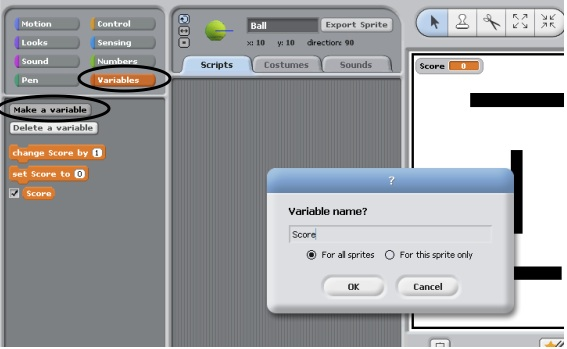 Motion Control
Looks Sensing
Sound Numbers
Pen Variables
Make a variable
Delete a variable
change Score by 1
set Score to 0
Score
Ball Export Sprite
x: 10 y: 10 direction: 90
Scripts Costumes Sounds
Score 0
?
Variable name?
Score
For all sprites For this sprite only
OK Cancel